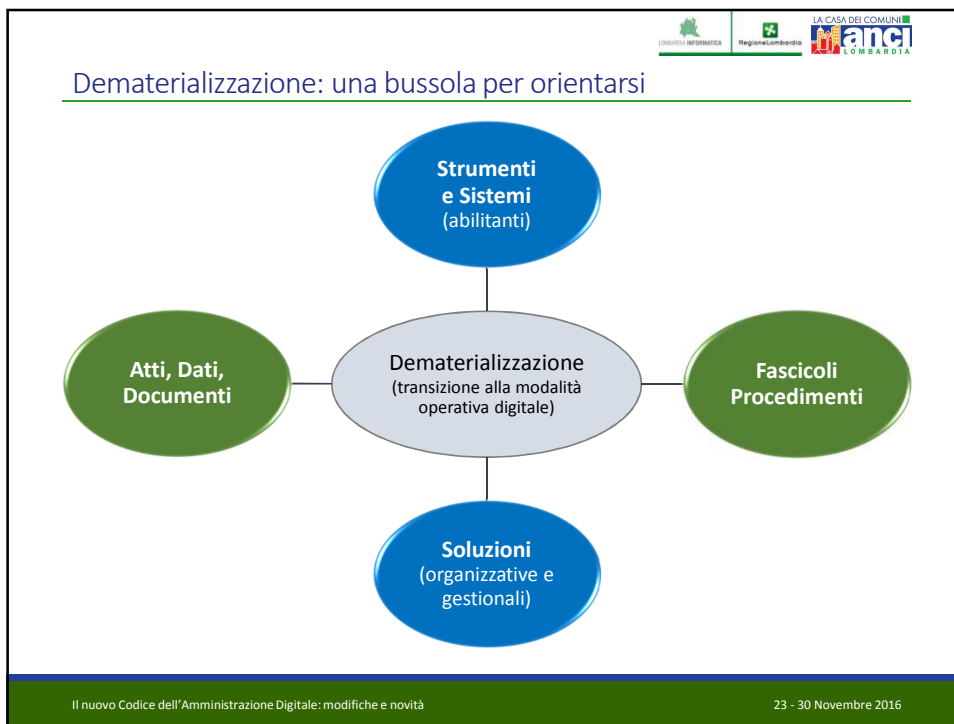 LOMBARDIA INFORMATICA
RegioneLombardia
LA CASA DEI COMUNI
anci
LOMBARDIA
Dematerializzazione: una bussola per orientarsi
Strumenti
e Sistemi
(abilitanti)
Atti, Dati,
Documenti
Dematerializzazione
(transizione alla modalità
operativa digitale)
Fascicoli
Procedimenti
Soluzioni
(organizzative e
gestionali)
Il nuovo Codice dell'Amministrazione Digitale: modifiche e novità
23 - 30 Novembre 2016